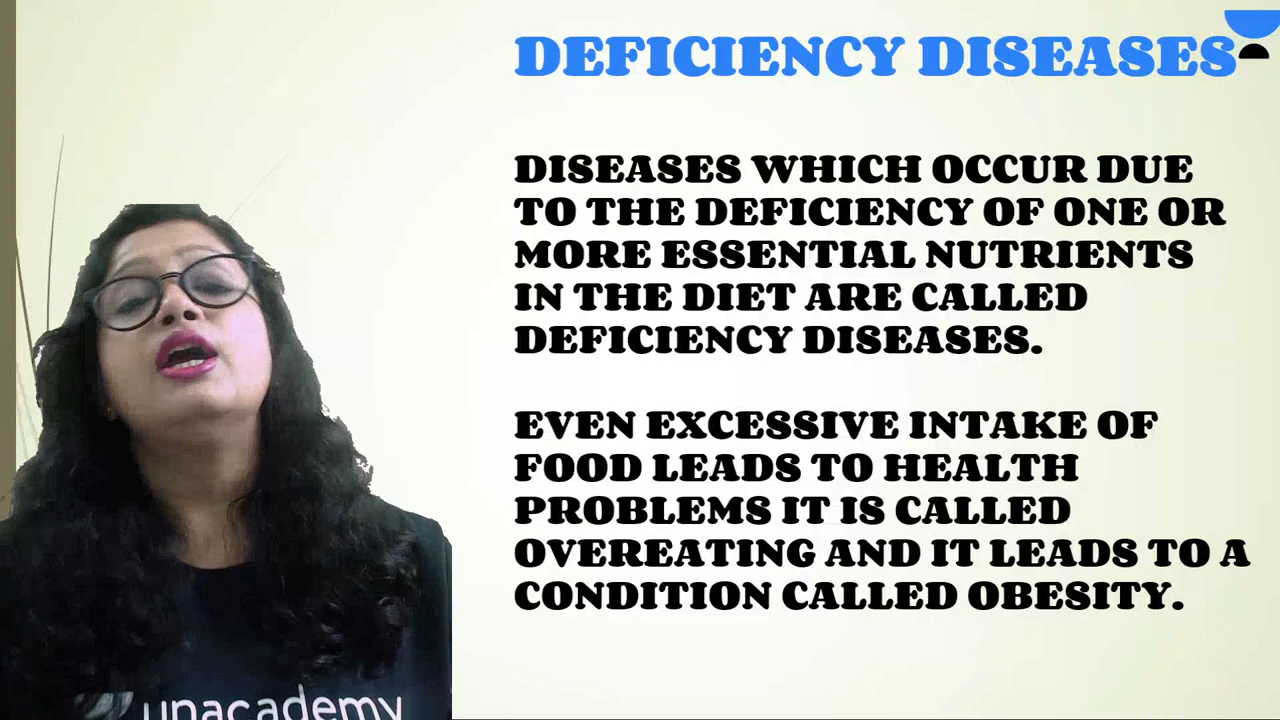 DEFICIENCY DISEASES
DISEASES WHICH OCCUR DUE
TO THE DEFICIENCY OF ONE OR
MORE ESSENTIAL NUTRIENTS
IN THE DIET ARE CALLED
DEFICIENCY DISEASES.
EVEN EXCESSIVE INTAKE OF
FOOD LEADS TO HEALTH
PROBLEMS IT IS CALLED
OVEREATING AND IT LEADS TO A
CONDITION CALLED OBESITY.
unacademy